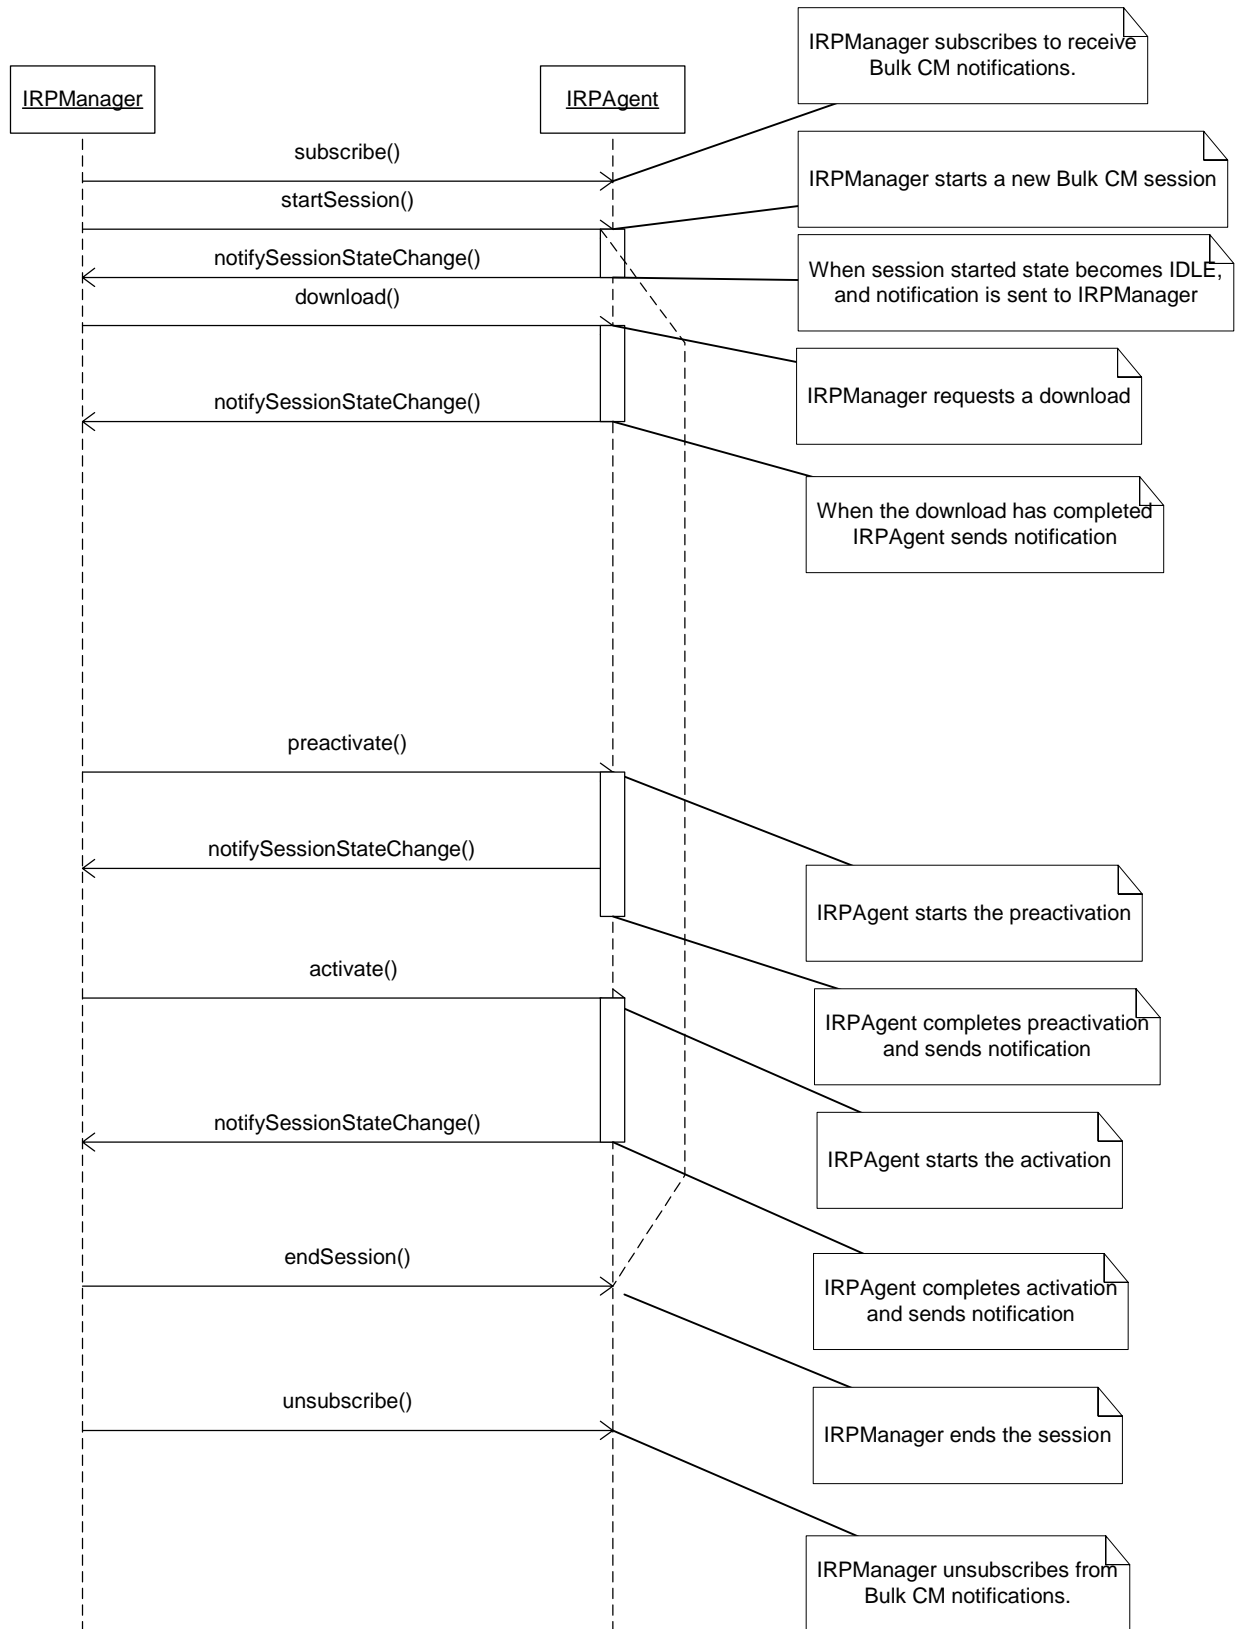 IRPManager subscribes to receive
Bulk CM notifications.
IRPManager
IRPAgent
subscribe()
IRPManager starts a new Bulk CM session
startSession()
notifySessionStateChange()
When session started state becomes IDLE,
and notification is sent to IRPManager
download()
IRPManager requests a download
notifySessionStateChange()
When the download has completed
IRPAgent sends notification
preactivate()
notifySessionStateChange()
IRPAgent starts the preactivation
activate()
IRPAgent completes preactivation
and sends notification
notifySessionStateChange()
IRPAgent starts the activation
endSession()
IRPAgent completes activation
and sends notification
unsubscribe()
IRPManager ends the session
IRPManager unsubscribes from
Bulk CM notifications.